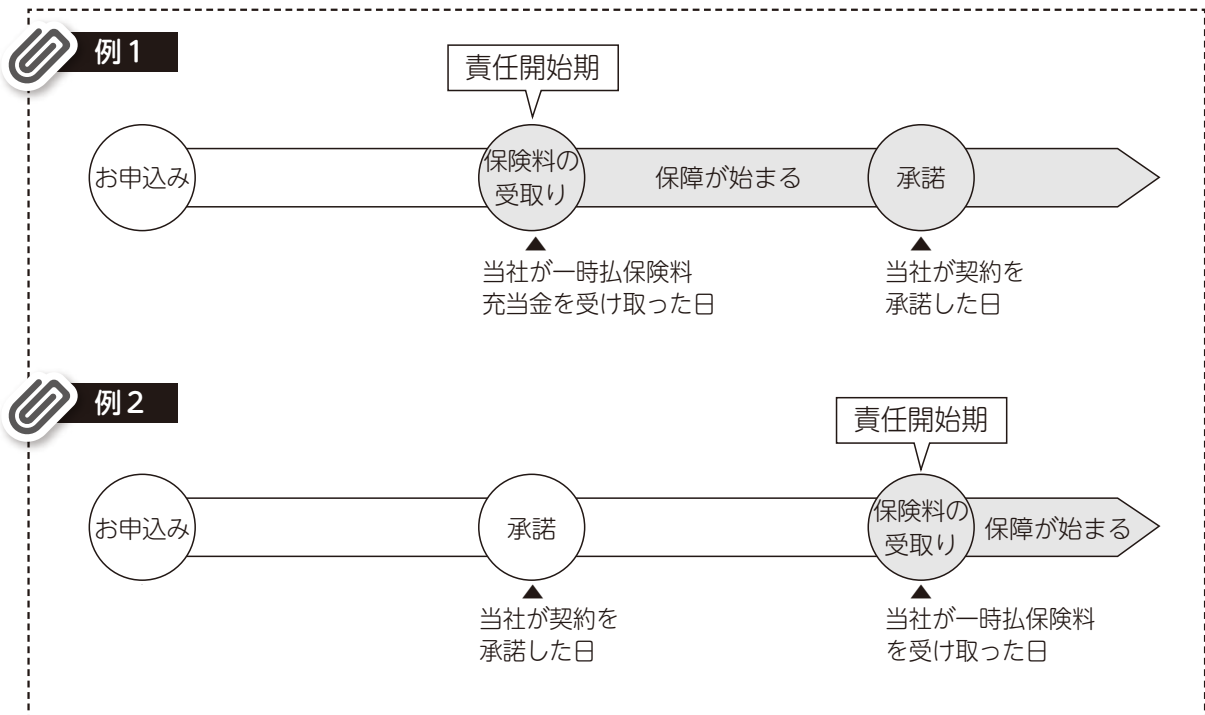 例1
責任開始期
お申込み
保険料の
受取り
保障が始まる
承諾
当社が一時払保険料
充当金を受け取った日
当社が契約を
承諾した日
例2
責任開始期
お申込み
承諾
保険料の
受取り
保障が始まる
当社が契約を
承諾した日
当社が一時払保険料
を受け取った日